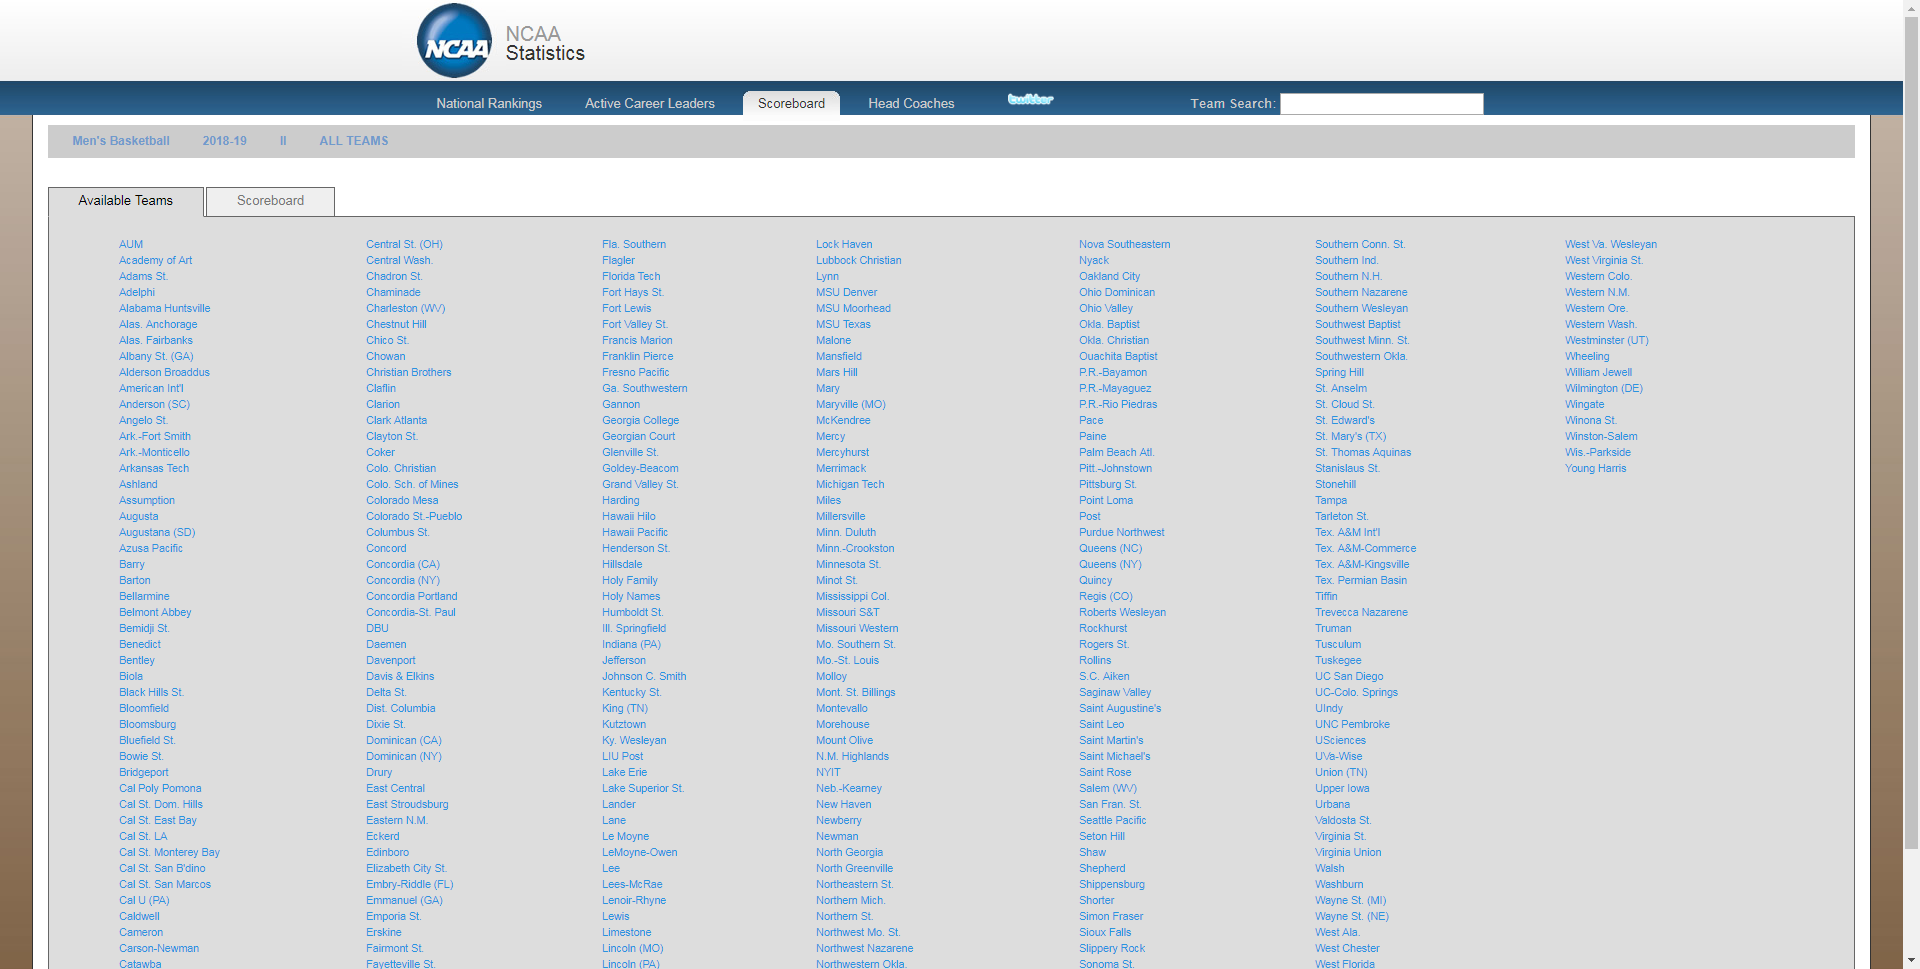 NCAA
NCAA
Statistics
National Rankings
Active Career Leaders
Scoreboard
Head Coaches
twitter
Team Search:
Men's Basketball
2018-19
II
ALL TEAMS
Available Teams
Scoreboard
AUM
Academy of Art
Adams St.
Adelphi
Alabama Huntsville
Alas. Anchorage
Alas. Fairbanks
Albany St. (GA)
Alderson Broaddus
American Int'l
Anderson (SC)
Angelo St.
Ark.-Fort Smith
Ark.-Monticello
Arkansas Tech
Ashland
Assumption
Augusta
Augustana (SD)
Azusa Pacific
Barry
Barton
Bellarmine
Belmont Abbey
Bemidji St.
Benedict
Bentley
Biola
Black Hills St.
Bloomfield
Bloomsburg
Bluefield St.
Bowie St.
Bridgeport
Cal Poly Pomona
Cal St. Dom. Hills
Cal St. East Bay
Cal St. LA
Cal St. Monterey Bay
Cal St. San B'dino
Cal St. San Marcos
Cal U (PA)
Caldwell
Cameron
Carson-Newman
Catawba
Central St. (OH)
Central Wash.
Chadron St.
Chaminade
Charleston (WV)
Chestnut Hill
Chico St.
Chowan
Christian Brothers
Claflin
Clarion
Clark Atlanta
Clayton St.
Coker
Colo. Christian
Colo. Sch. of Mines
Colorado Mesa
Colorado St.-Pueblo
Columbus St.
Concord
Concordia (CA)
Concordia (NY)
Concordia Portland
Concordia-St. Paul
DBU
Daemen
Davenport
Davis & Elkins
Delta St.
Dist. Columbia
Dixie St.
Dominican (CA)
Dominican (NY)
Drury
East Central
East Stroudsburg
Eastern N.M.
Eckerd
Edinboro
Elizabeth City St.
Embry-Riddle (FL)
Emmanuel (GA)
Emporia St.
Erskine
Fairmont St.
Fayetteville St.
Fla. Southern
Flagler
Florida Tech
Fort Hays St.
Fort Lewis
Fort Valley St.
Francis Marion
Franklin Pierce
Fresno Pacific
Ga. Southwestern
Gannon
Georgia College
Georgian Court
Glenville St.
Goldey-Beacom
Grand Valley St.
Harding
Hawaii Hilo
Hawaii Pacific
Henderson St.
Hillsdale
Holy Family
Holy Names
Humboldt St.
Ill. Springfield
Indiana (PA)
Jefferson
Johnson C. Smith
Kentucky St.
King (TN)
Kutztown
Ky. Wesleyan
LIU Post
Lake Erie
Lake Superior St.
Lander
Lane
Le Moyne
LeMoyne-Owen
Lee
Lees-McRae
Lenoir-Rhyne
Lewis
Limestone
Lincoln (MO)
Lincoln (PA)
Lock Haven
Lubbock Christian
Lynn
MSU Denver
MSU Moorhead
MSU Texas
Malone
Mansfield
Mars Hill
Mary
Maryville (MO)
McKendree
Mercy
Mercyhurst
Merrimack
Michigan Tech
Miles
Millersville
Minn. Duluth
Minn.-Crookston
Minnesota St.
Minot St.
Mississippi Col.
Missouri S&T
Missouri Western
Mo. Southern St.
Mo.-St. Louis
Molloy
Mont. St. Billings
Montevallo
Morehouse
Mount Olive
N.M. Highlands
NYIT
Neb.-Kearney
New Haven
Newberry
Newman
North Georgia
North Greenville
Northeastern St.
Northern Mich.
Northern St.
Northwest Mo. St.
Northwest Nazarene
Northwestern Okla.
Nova Southeastern
Nyack
Oakland City
Ohio Dominican
Ohio Valley
Okla. Baptist
Okla. Christian
Ouachita Baptist
P.R.-Bayamon
P.R.-Mayaguez
P.R.-Rio Piedras
Pace
Paine
Palm Beach Atl.
Pitt.-Johnstown
Pittsburg St.
Point Loma
Post
Purdue Northwest
Queens (NC)
Queens (NY)
Quincy
Regis (CO)
Roberts Wesleyan
Rockhurst
Rogers St.
Rollins
S.C. Aiken
Saginaw Valley
Saint Augustine's
Saint Leo
Saint Martin's
Saint Michael's
Saint Rose
Salem (WV)
San Fran. St.
Seattle Pacific
Seton Hill
Shaw
Shepherd
Shippensburg
Shorter
Simon Fraser
Sioux Falls
Slippery Rock
Sonoma St.
Southern Conn. St.
Southern Ind.
Southern N.H.
Southern Nazarene
Southern Wesleyan
Southwest Baptist
Southwest Minn. St.
Southwestern Okla.
Spring Hill
St. Anselm
St. Cloud St.
St. Edward's
St. Mary's (TX)
St. Thomas Aquinas
Stanislaus St.
Stonehill
Tampa
Tarleton St.
Tex. A&M Int'l
Tex. A&M-Commerce
Tex. A&M-Kingsville
Tex. Permian Basin
Tiffin
Trevecca Nazarene
Truman
Tusculum
Tuskegee
UC San Diego
UC-Colo. Springs
UIndy
UNC Pembroke
USciences
UVa-Wise
Union (TN)
Upper Iowa
Urbana
Valdosta St.
Virginia St.
Virginia Union
Walsh
Washburn
Wayne St. (MI)
Wayne St. (NE)
West Ala.
West Chester
West Florida
West Va. Wesleyan
West Virginia St.
Western Colo.
Western N.M.
Western Ore.
Western Wash.
Westminster (UT)
Wheeling
William Jewell
Wilmington (DE)
Wingate
Winona St.
Winston-Salem
Wis.-Parkside
Young Harris